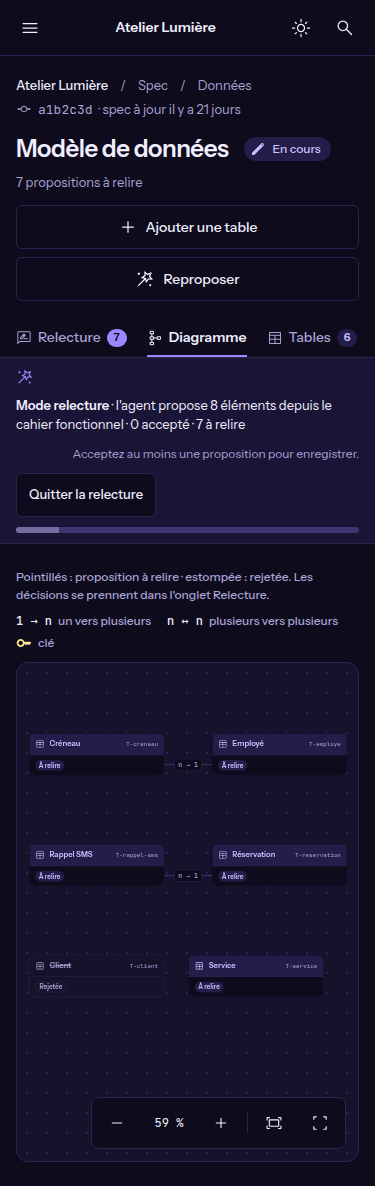 Atelier Lumière
Atelier Lumière / Spec / Données
a1b2c3d · spec à jour il y a 21 jours
Modèle de données En cours
7 propositions à relire
Ajouter une table
Reproposer
Relecture 7 Diagramme Tables 6
Mode relecture · l'agent propose 8 éléments depuis le
cahier fonctionnel · 0 accepté · 7 à relire
Acceptez au moins une proposition pour enregistrer.
Quitter la relecture
Pointillés : proposition à relire · estompée : rejetée. Les
décisions se prennent dans l'onglet Relecture.
1 → n un vers plusieurs n ↔ n plusieurs vers plusieurs
clé
Créneau T-creneau Employé T-employe
À relire n → 1 À relire
Rappel SMS T-rappel-sms Réservation T-reservation
À relire n → 1 À relire
Client T-client Service T-service
Rejetée À relire
− 59 % +